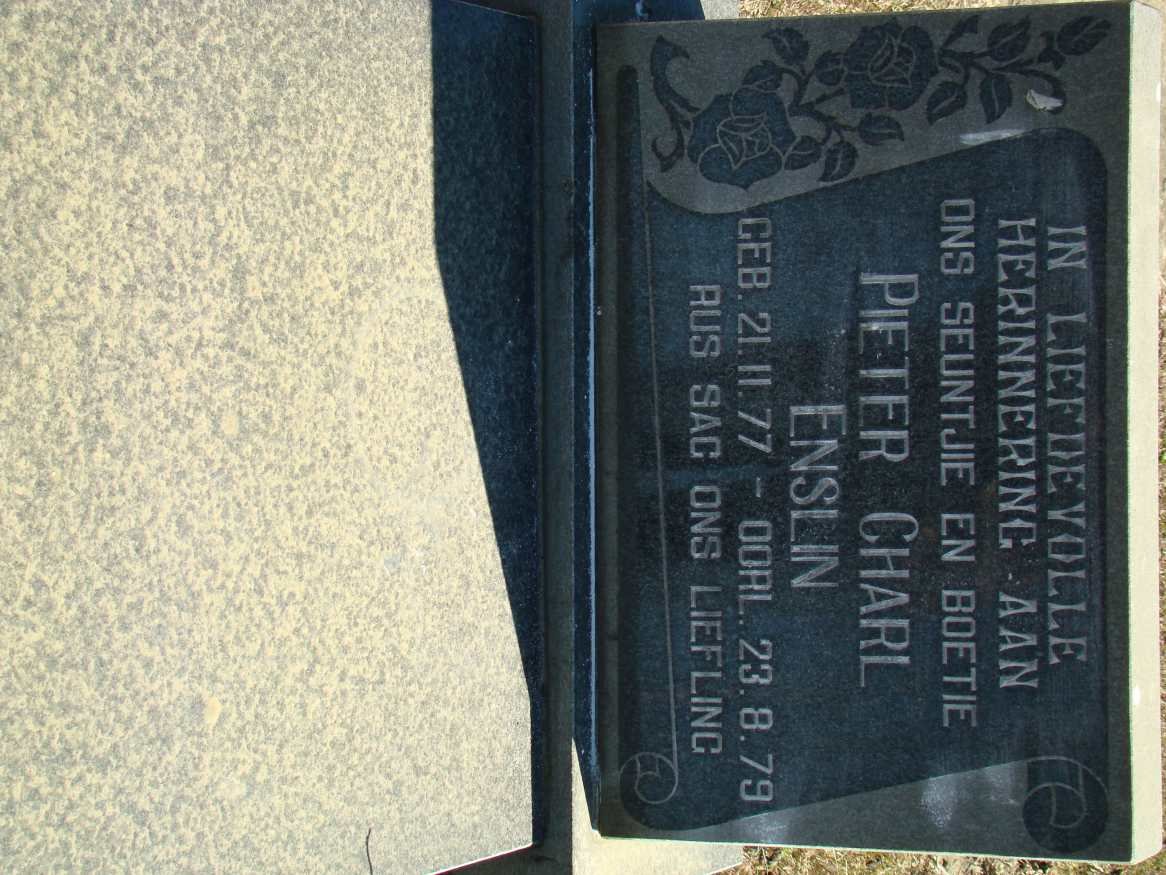 IN LIEFDEVOLLE
HERINNERING AAN
ONS SEUNTJIE EN BOETIE
PIETER CHARL
ENSLIN
GEB. 21.11.77 - OORL. 23.8.79
RUS SAG ONS LIEFLING